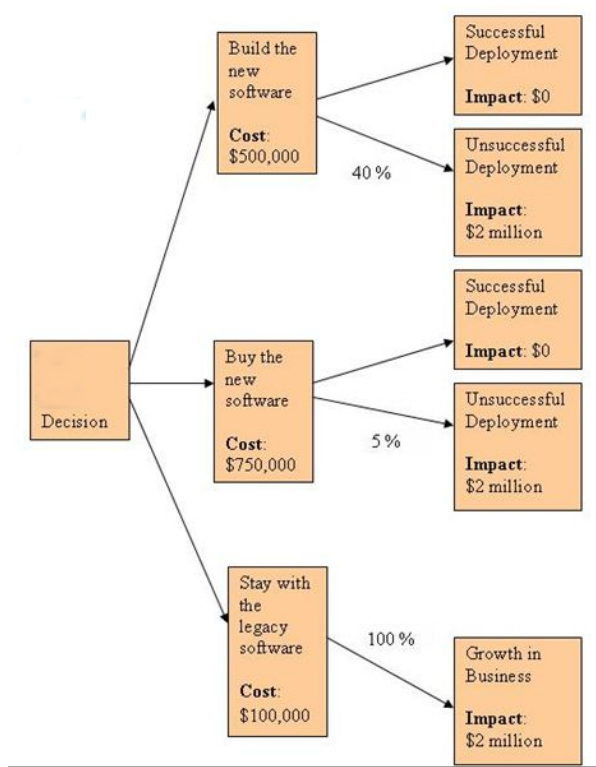 Decision
Build the
new
software
Cost:
$500,000
Successful
Deployment
Impact: $0
40 %
Unsuccessful
Deployment
Impact:
$2 million
Buy the
new
software
Cost:
$750,000
Successful
Deployment
Impact: $0
5 %
Unsuccessful
Deployment
Impact:
$2 million
Stay with
the
legacy
software
Cost:
$100,000
100 %
Growth in
Business
Impact:
$2 million